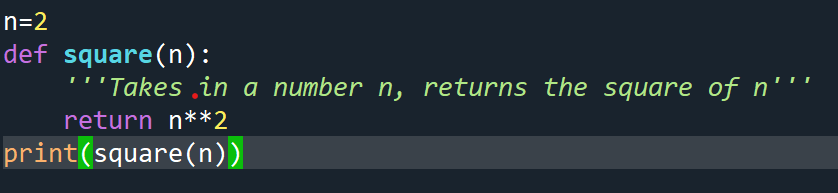 n=2
def square(n):
    '''Takes in a number n, returns the square of n'''
    return n**2
print(square(n))